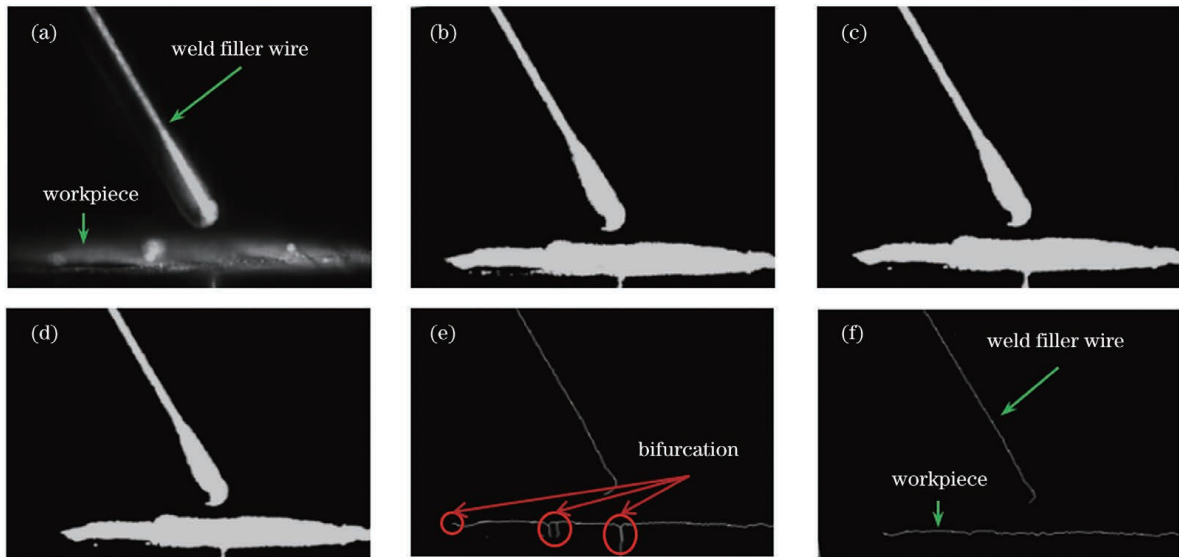 (a)
weld filler wire
workpiece
(b)
(c)
(d)
(e)
bifurcation
(f)
weld filler wire
workpiece